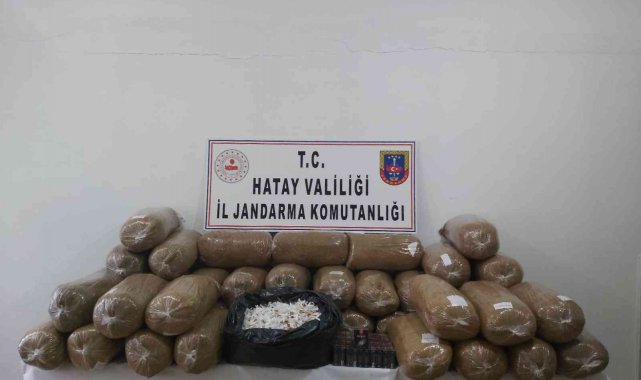 T.C.
HATAY VALİLİĞİ
İL JANDARMA KOMUTANLIĞI